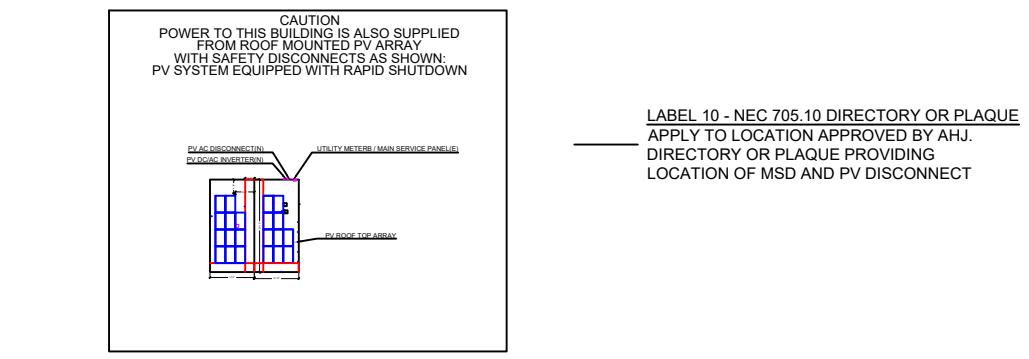 CAUTION
POWER TO THIS BUILDING IS ALSO SUPPLIED
FROM ROOF MOUNTED PV ARRAY
WITH SAFETY DISCONNECTS AS SHOWN:
PV SYSTEM EQUIPPED WITH RAPID SHUTDOWN
PV AC DISCONNECT(N)
UTILITY METERB / MAIN SERVICE PANEL(E)
PV DC/AC INVERTER(N)
PV ROOF TOP ARRAY
LABEL 10 - NEC 705.10 DIRECTORY OR PLAQUE
APPLY TO LOCATION APPROVED BY AHJ.
DIRECTORY OR PLAQUE PROVIDING
LOCATION OF MSD AND PV DISCONNECT